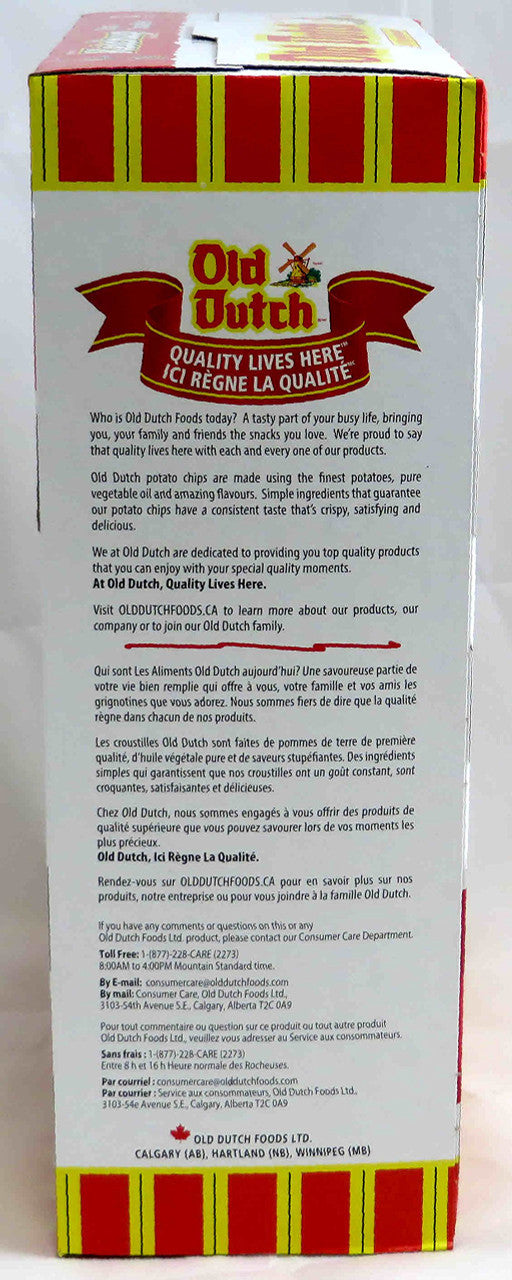 Old
Dutch
QUALITY LIVES HERE™
ICI RÈGNE LA QUALITÉ
Who is Old Dutch Foods today? A tasty part of your busy life, bringing
you, your family and friends the snacks you love. We're proud to say
that quality lives here with each and every one of our products.
Old Dutch potato chips are made using the finest potatoes, pure
vegetable oil and amazing flavours. Simple ingredients that guarantee
our potato chips have a consistent taste that's crispy, satisfying and
delicious.
We at Old Dutch are dedicated to providing you top quality products
that you can enjoy with your special quality moments.
At Old Dutch, Quality Lives Here.
Visit OLDDUTCHFOODS.CA to learn more about our products, our
company or to join our Old Dutch family.
Qui sont Les Aliments Old Dutch aujourd'hui? Une savoureuse partie de
votre vie bien remplie qui offre à vous, votre famille et vos amis les
grignotines que vous adorez. Nous sommes fiers de dire que la qualité
règne dans chacun de nos produits.
Les croustilles Old Dutch sont faites de pommes de terre de première
qualité, d'huile végétale pure et de saveurs stupéfiantes. Des ingrédients
simples qui garantissent que nos croustilles ont un goût constant, sont
croquantes, satisfaisantes et délicieuses.
Chez Old Dutch, nous sommes engagés à vous offrir des produits de
qualité supérieure que vous pouvez savourer lors de vos moments les
plus précieux.
Old Dutch, Ici Règne La Qualité.
Rendez-vous sur OLDDUTCHFOODS.CA pour en savoir plus sur nos
produits, notre entreprise ou pour vous joindre à la famille Old Dutch.
If you have any comments or questions on this or any
Old Dutch Foods Ltd. product, please contact our Consumer Care Department.
Toll Free: 1-(877)-228-CARE (2273)
8:00AM to 4:00PM Mountain Standard time.
By E-mail: consumercare@olddutchfoods.com
By mail: Consumer Care, Old Dutch Foods Ltd.,
3103-54th Avenue S.E., Calgary, Alberta T2C 0A9
Pour tout commentaire ou question sur ce produit ou tout autre produit
Old Dutch Foods Ltd., veuillez vous adresser au Service aux consommateurs.
Sans frais : 1-(877)-228-CARE (2273)
Entre 8 h et 16 h Heure normale des Rocheuses.
Par courriel : consumercare@olddutchfoods.com
Par courrier : Service aux consommateurs, Old Dutch Foods Ltd.,
3103-54e Avenue S.E., Calgary, Alberta T2C 0A9
OLD DUTCH FOODS LTD.
CALGARY (AB), HARTLAND (NB), WINNIPEG (MB)